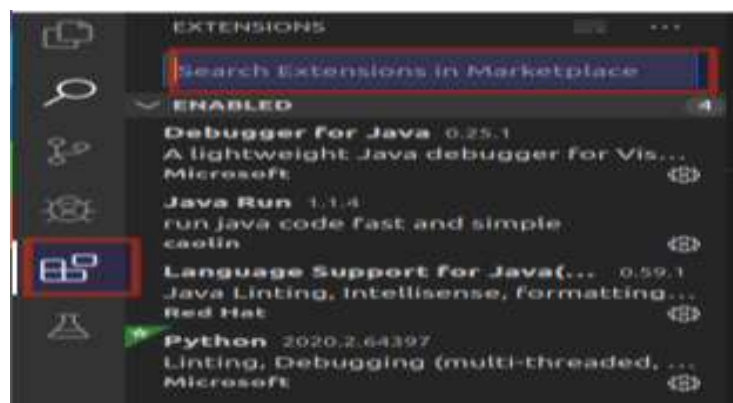 EXTENSIONS
Search Extensions in Marketplace
ENABLED 4
Debugger for Java 0.25.1
A lightweight Java debugger for Vis...
Microsoft
Java Run 1.1.4
run java code fast and simple
caolin
Language Support for Java(... 0.59.1
Java Linting, Intellisense, formatting...
Red Hat
Python 2020.2.64397
Linting, Debugging (multi-threaded, ...
Microsoft